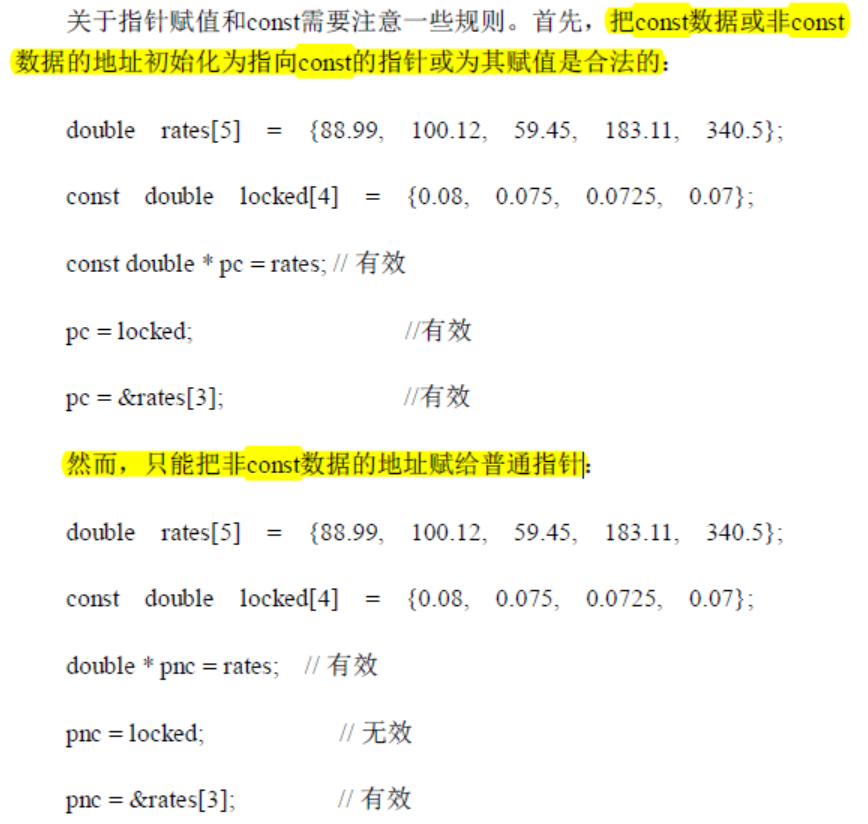 关于指针赋值和const需要注意一些规则。首先，把const数据或非const
数据的地址初始化为指向const的指针或为其赋值是合法的：
double rates[5] = {88.99, 100.12, 59.45, 183.11, 340.5};
const double locked[4] = {0.08, 0.075, 0.0725, 0.07};
const double * pc = rates; // 有效
pc = locked; //有效
pc = &rates[3]; //有效
然而，只能把非const数据的地址赋给普通指针：
double rates[5] = {88.99, 100.12, 59.45, 183.11, 340.5};
const double locked[4] = {0.08, 0.075, 0.0725, 0.07};
double * pnc = rates; // 有效
pnc = locked; // 无效
pnc = &rates[3]; // 有效